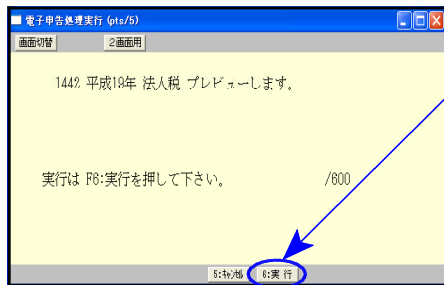 電子申告処理実行 (pts/5)
画面切替 2画面用
1442 平成19年 法人税 プレビューします。
実行は F6:実行を押して下さい。 /600
5:ｷｬﾝｾﾙ 6:実 行